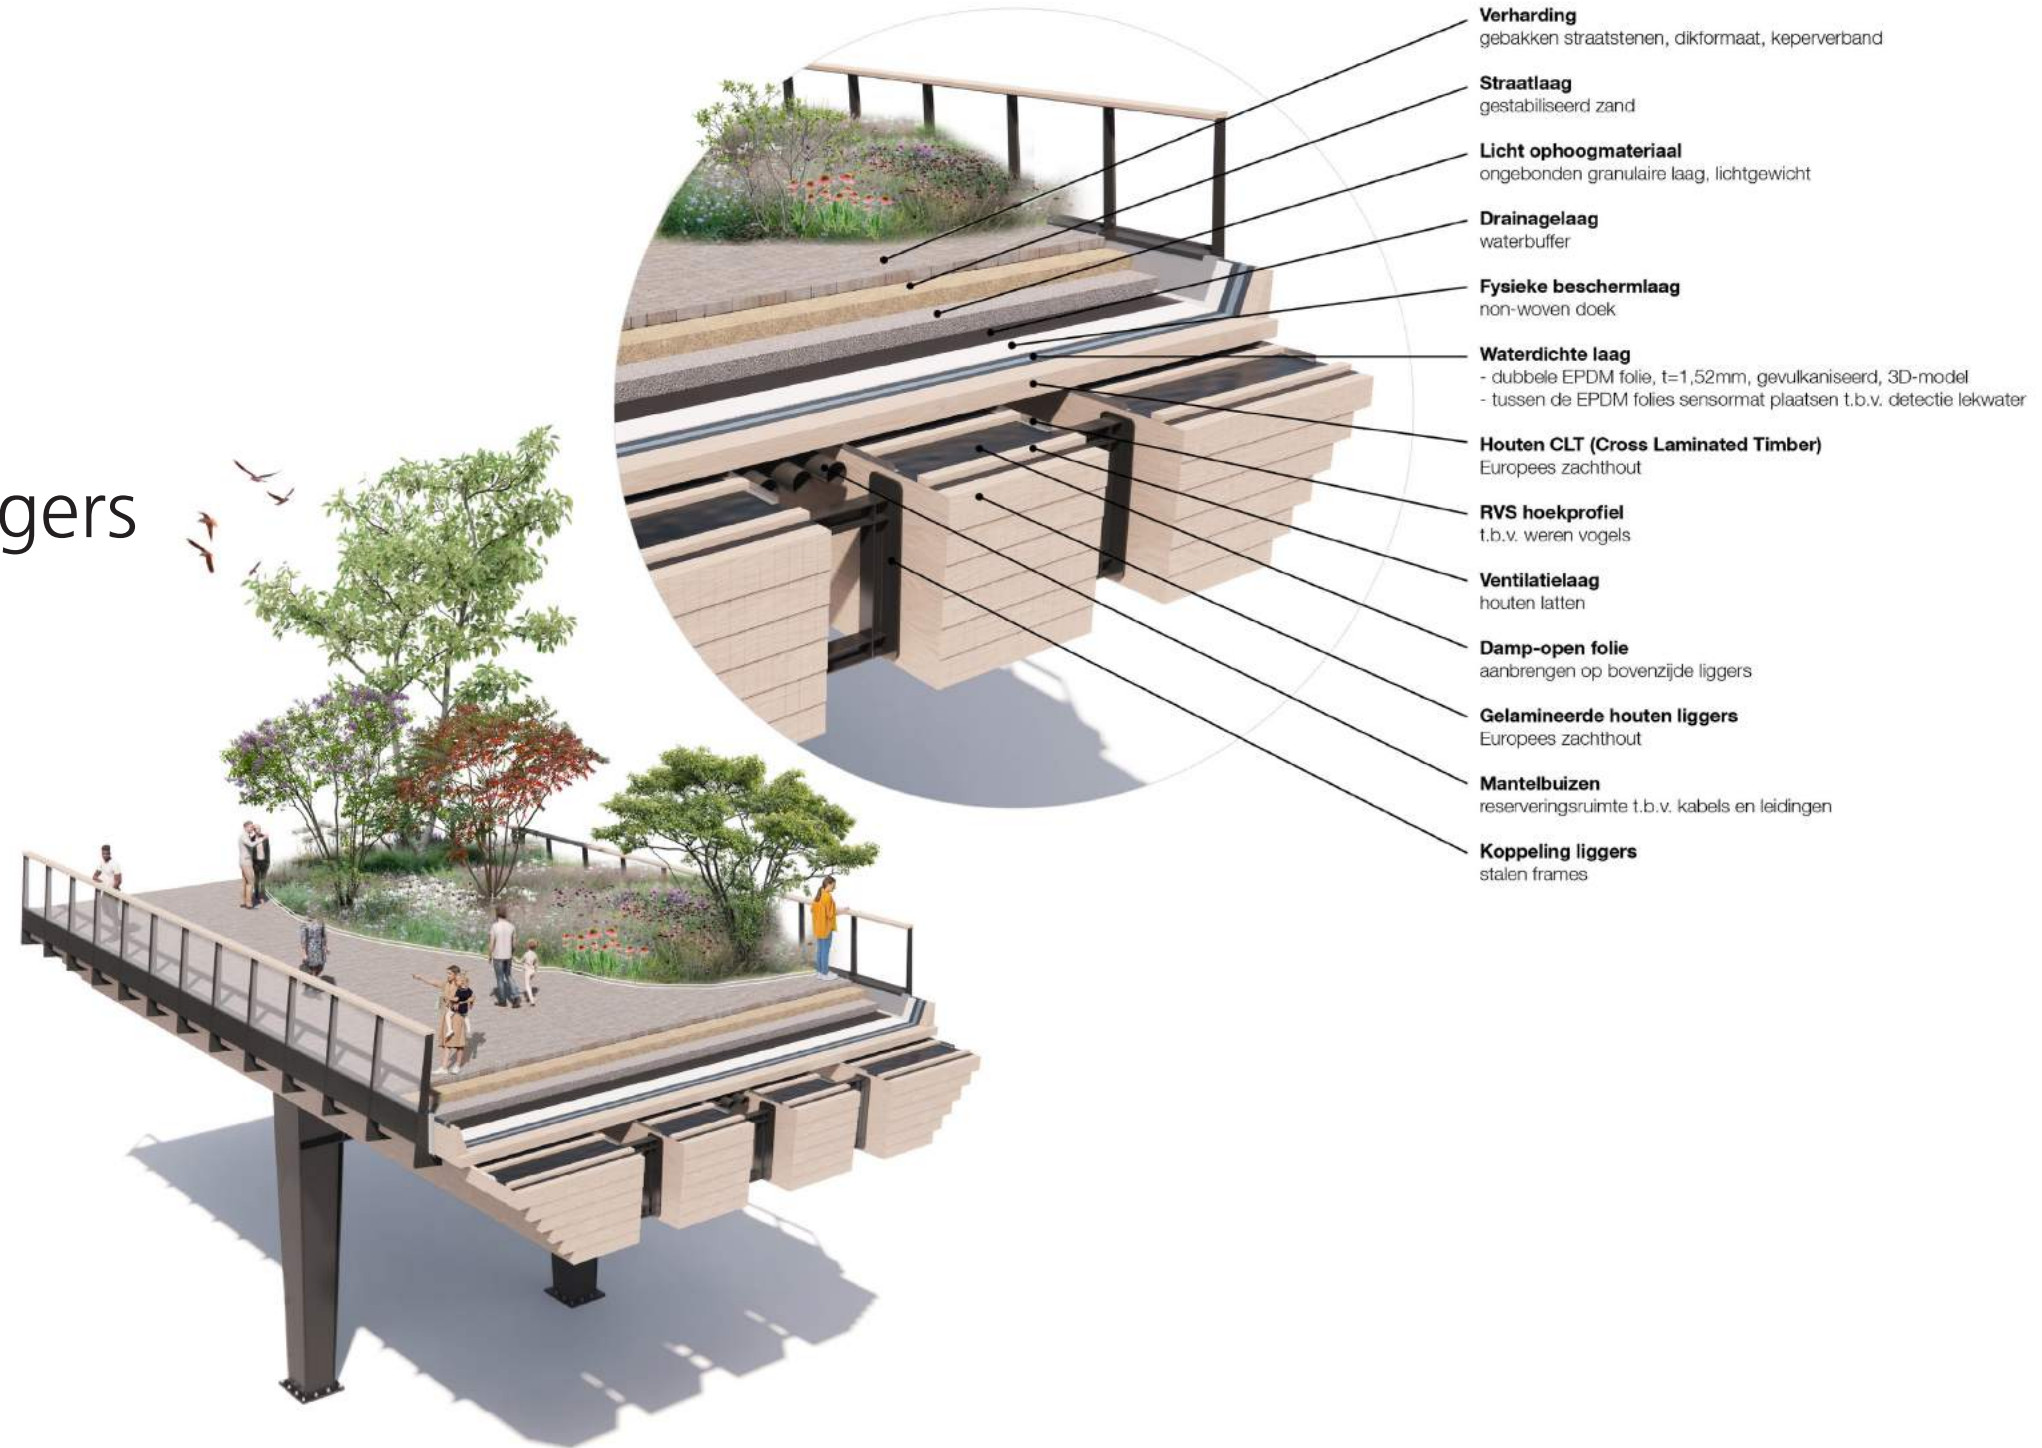 gers
Verharding
gebakken straatstenen, dikformaat, keperverband
Straatlaag
gestabiliseerd zand
Licht ophoogmateriaal
ongebonden granulaire laag, lichtgewicht
Drainagelaag
waterbuffer
Fysieke beschermlaag
non-woven doek
Waterdichte laag
- dubbele EPDM folie, t=1,52mm, gevulkaniseerd, 3D-model
- tussen de EPDM folies sensormat plaatsen t.b.v. detectie lekwater
Houten CLT (Cross Laminated Timber)
Europees zachthout
RVS hoekprofiel
t.b.v. weren vogels
Ventilatielaag
houten latten
Damp-open folie
aanbrengen op bovenzijde liggers
Gelamineerde houten liggers
Europees zachthout
Mantelbuizen
reserveringsruimte t.b.v. kabels en leidingen
Koppeling liggers
stalen frames